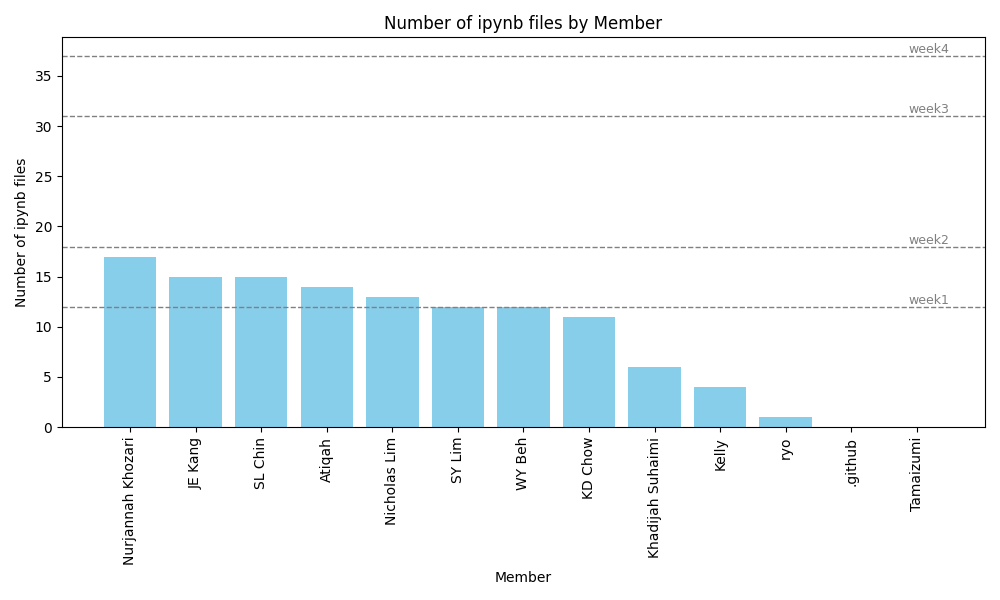 Number of ipynb files by Member
Number of ipynb files
35
30
25
20
15
10
5
0
week4
week3
week2
week1
Nurjannah Khozari
JE Kang
SL Chin
Atiqah
Nicholas Lim
SY Lim
WY Beh
KD Chow
Khadijah Suhaimi
Kelly
ryo
.github
Tamaizumi
Member